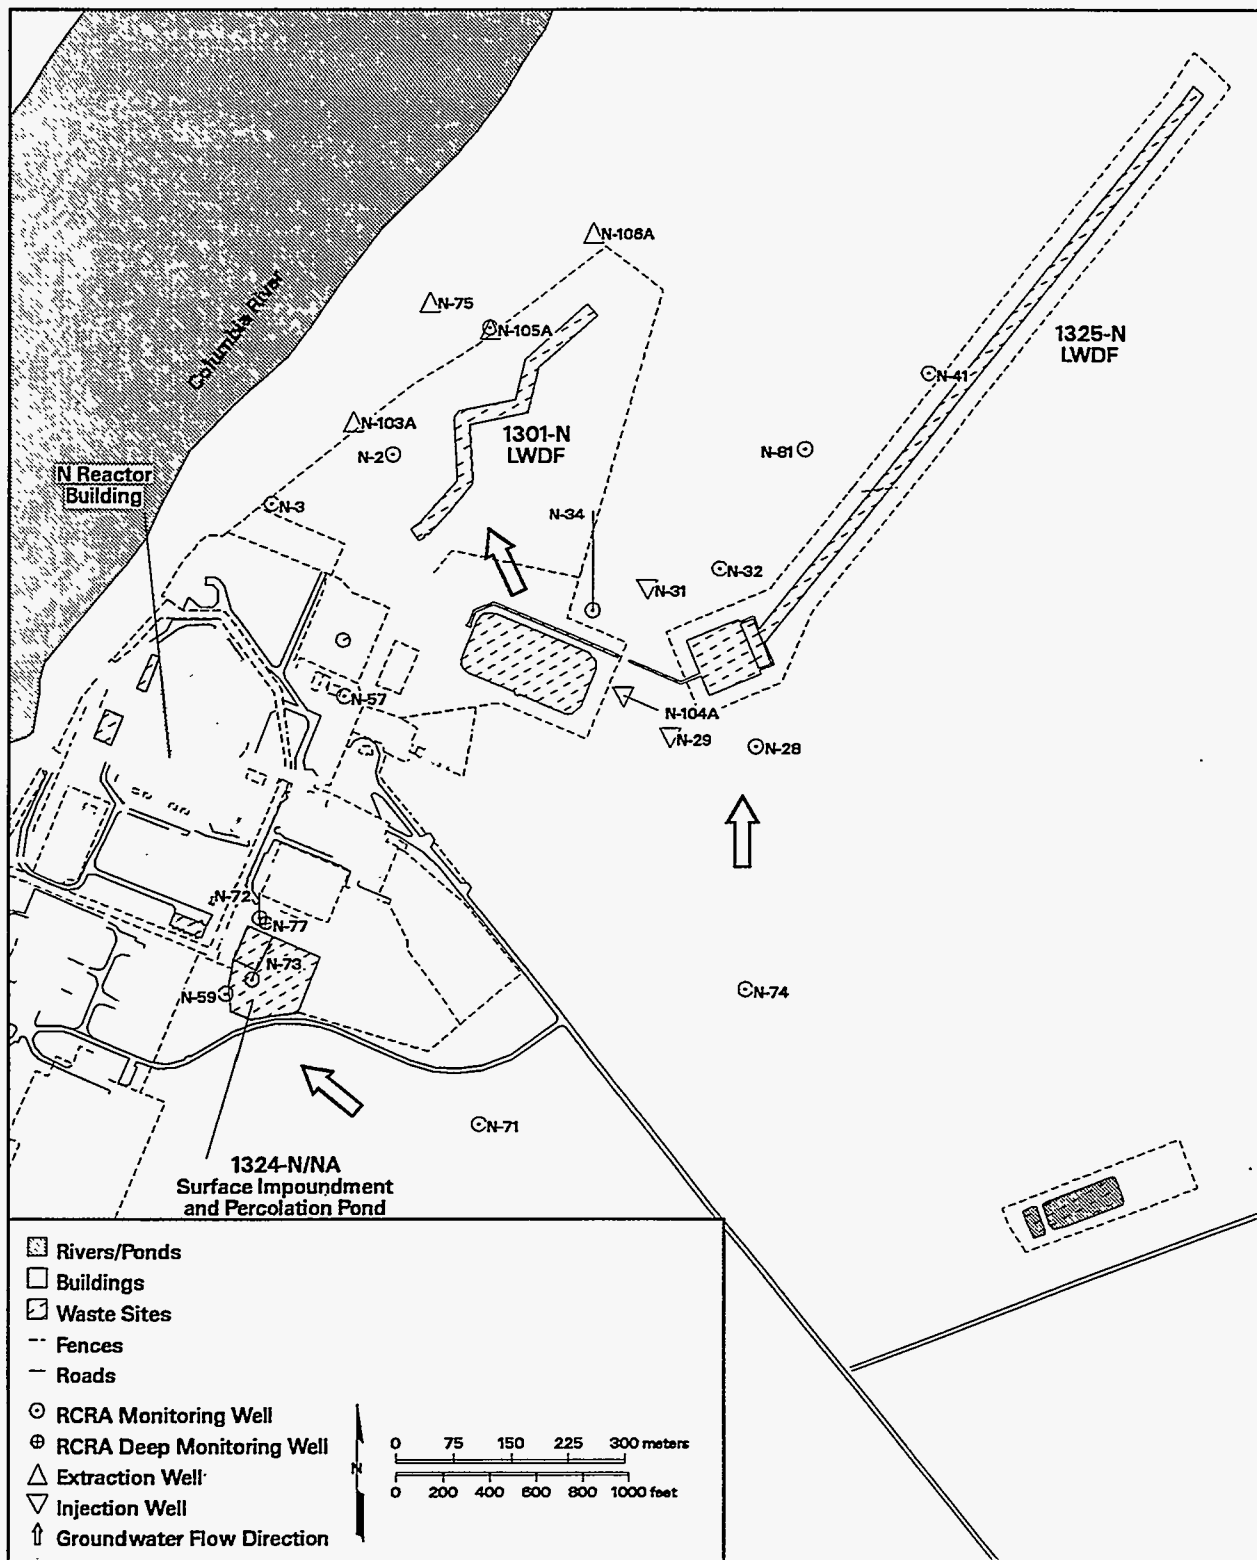 N-106A
N-75
N-105A
Columbia River
1325-N
LWDF
N-41
N-103A
N-2
1301-N
LWDF
N-81
N Reactor
Building
N-3
N-34
N-32
N-31
N-57
N-104A
N-29
N-28
N-72
N-77
N-73
N-59
N-74
N-71
1324-N/NA
Surface Impoundment
and Percolation Pond
Rivers/Ponds
Buildings
Waste Sites
Fences
Roads
RCRA Monitoring Well
RCRA Deep Monitoring Well
Extraction Well
Injection Well
Groundwater Flow Direction
N
0 75 150 225 300 meters
0 200 400 600 800 1000 feet